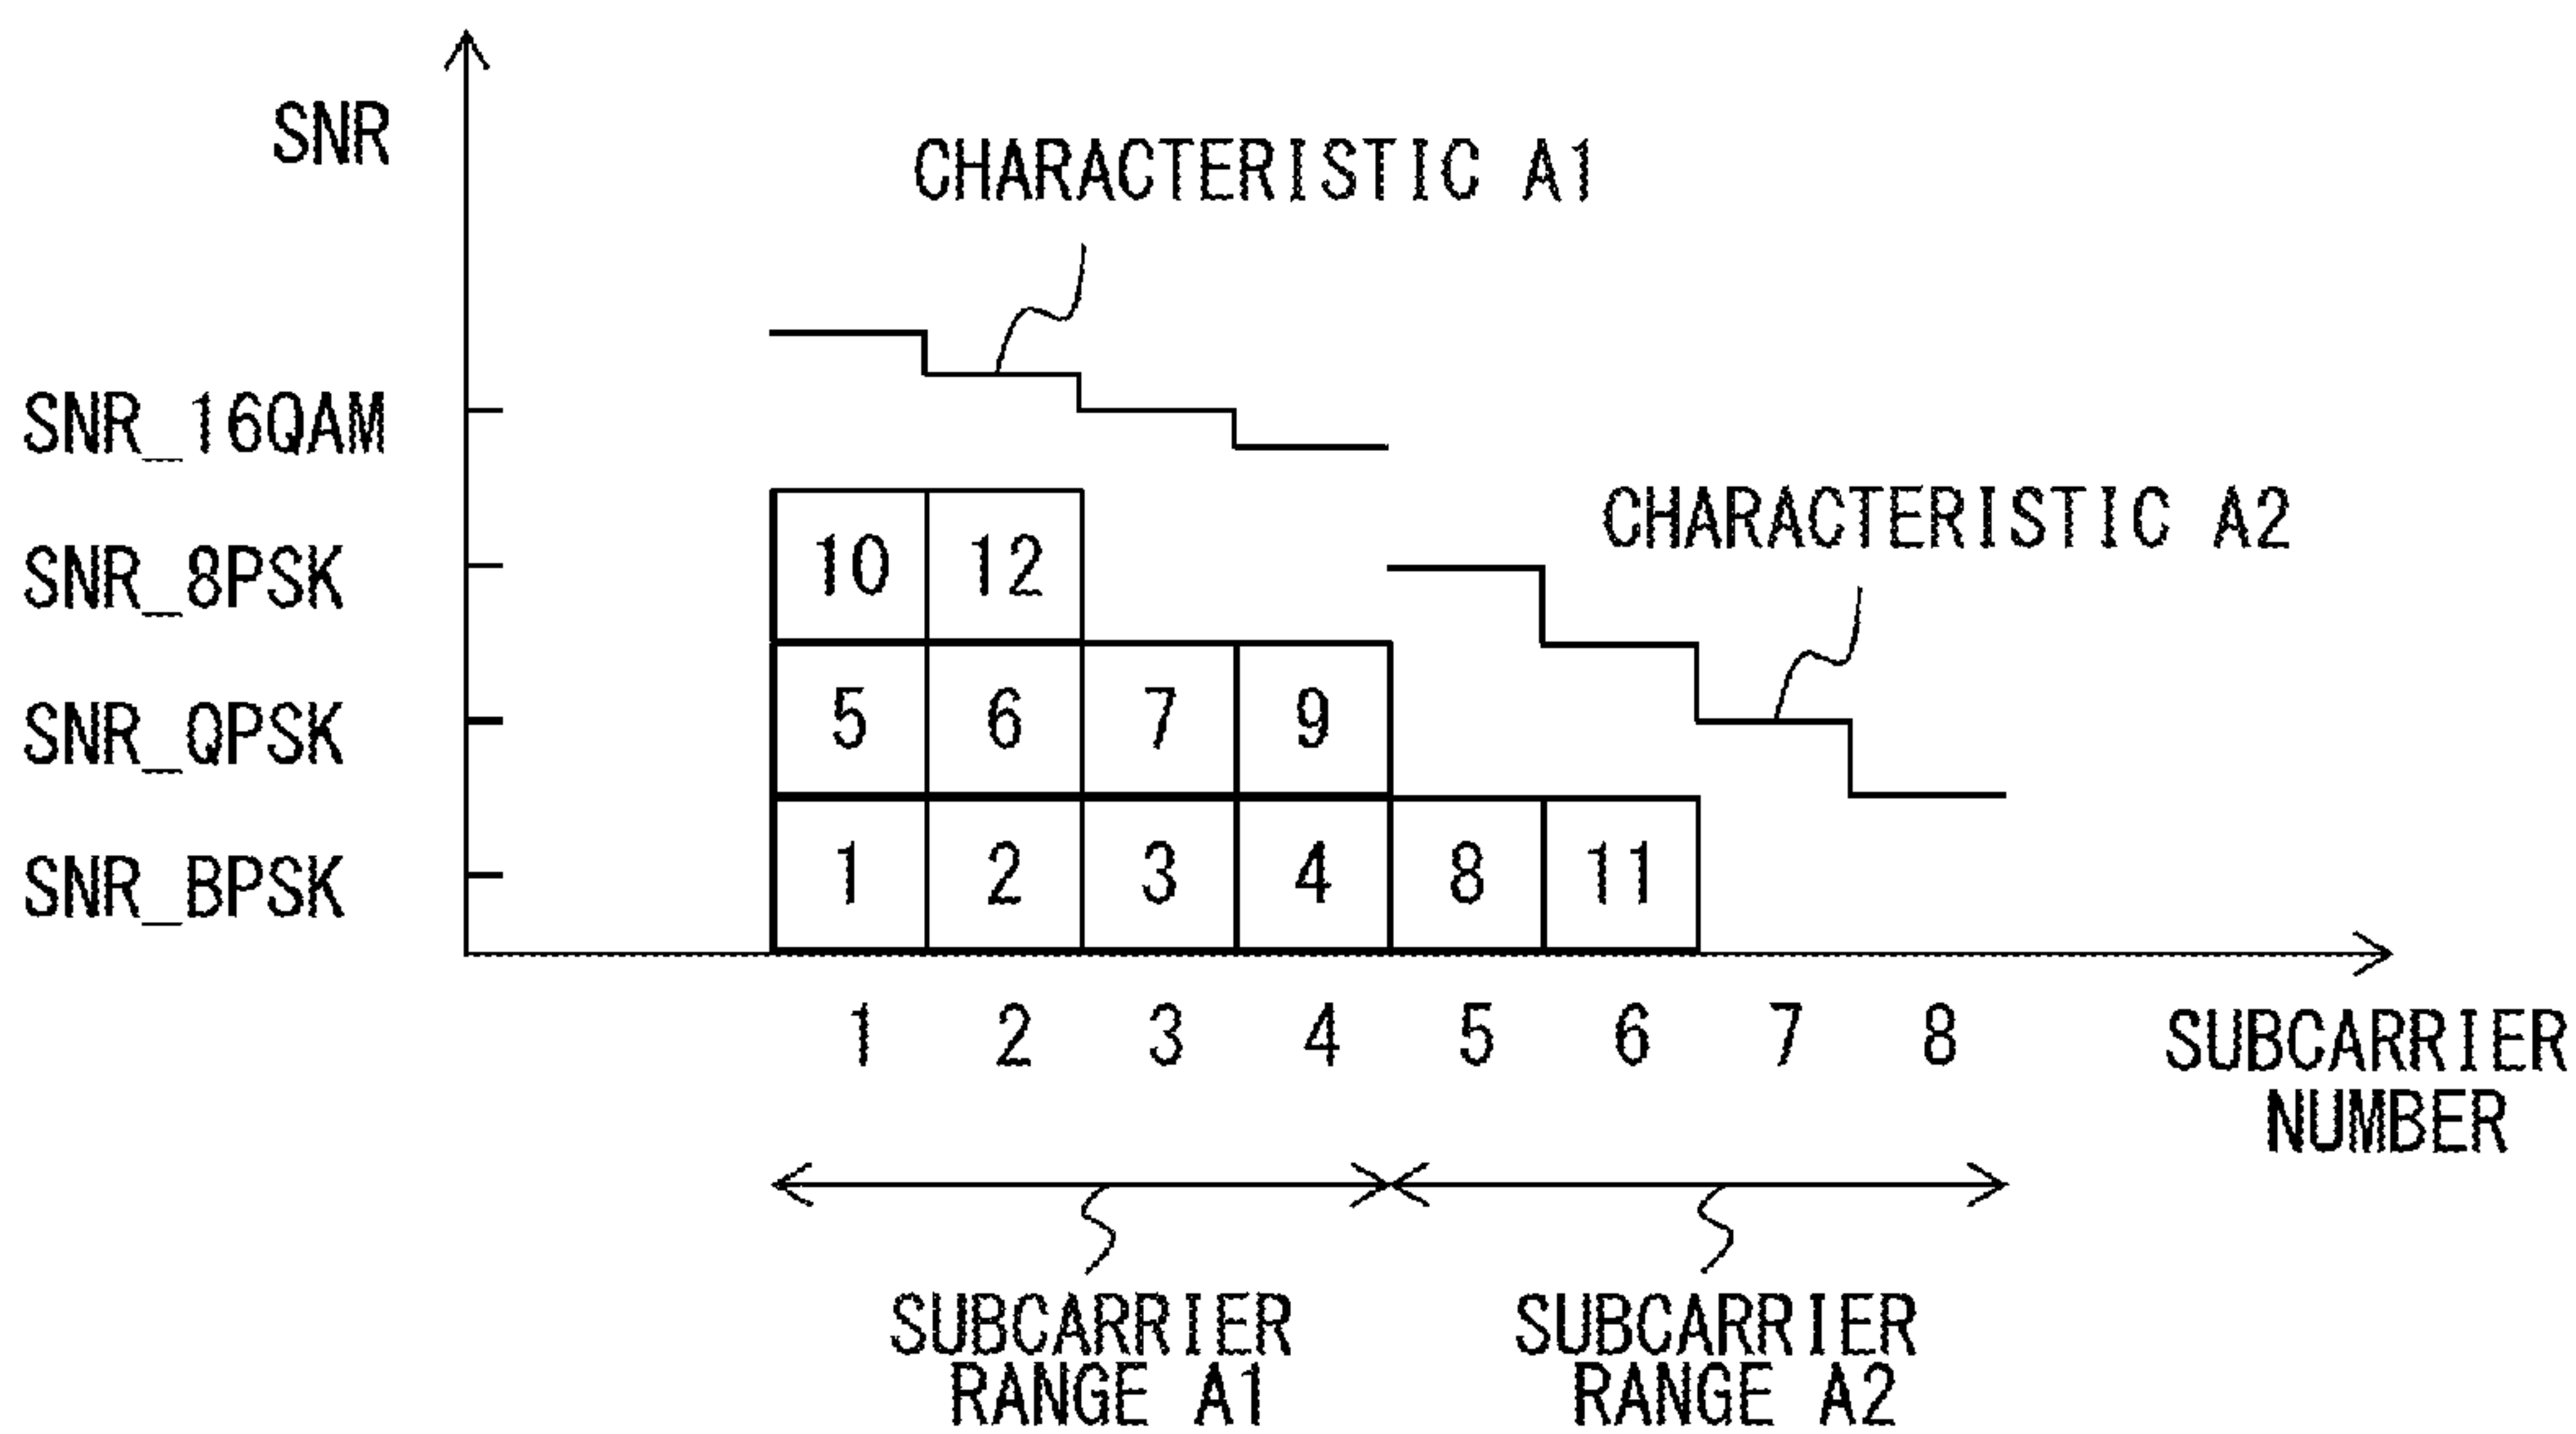 SNR
CHARACTERISTIC A1
SNR_16QAM
CHARACTERISTIC A2
SNR_8PSK
10 12
SNR_QPSK
5 6 7 9
SNR_BPSK
1 2 3 4 8 11
1 2 3 4 5 6 7 8
SUBCARRIER
NUMBER
SUBCARRIER
RANGE A1
SUBCARRIER
RANGE A2